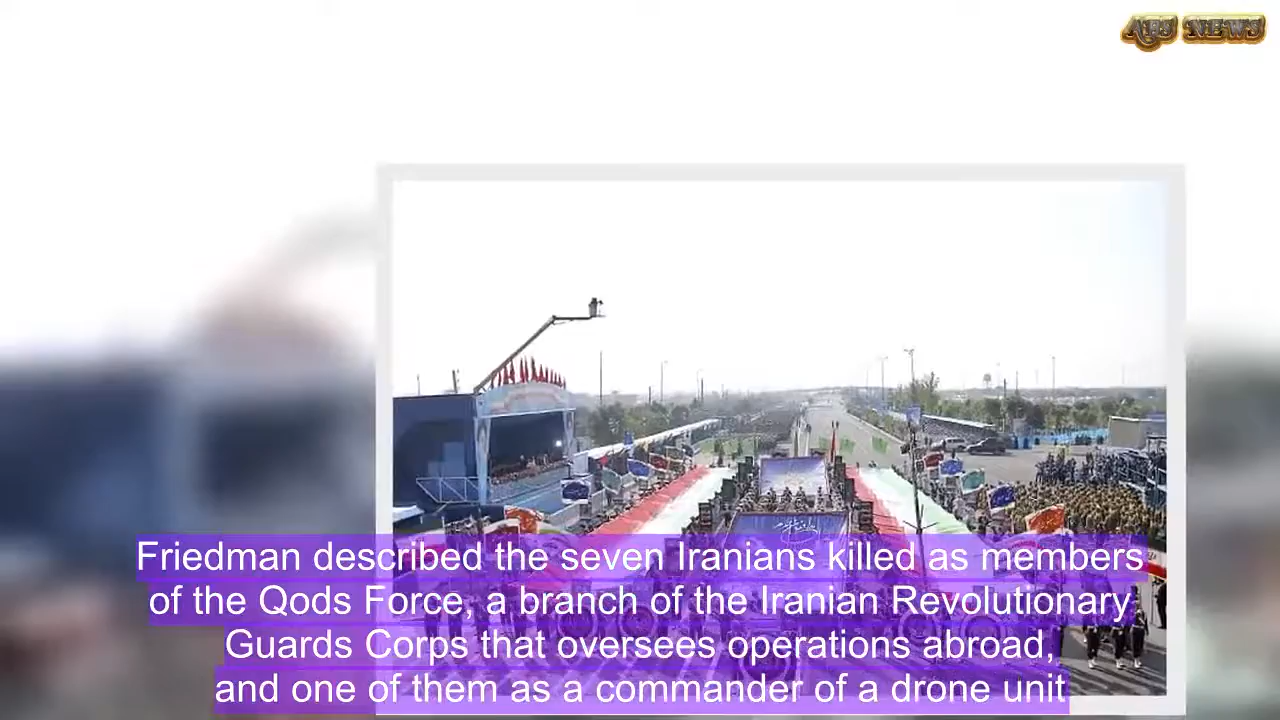 ABS NEWS
Friedman described the seven Iranians killed as members
of the Qods Force, a branch of the Iranian Revolutionary
Guards Corps that oversees operations abroad,
and one of them as a commander of a drone unit